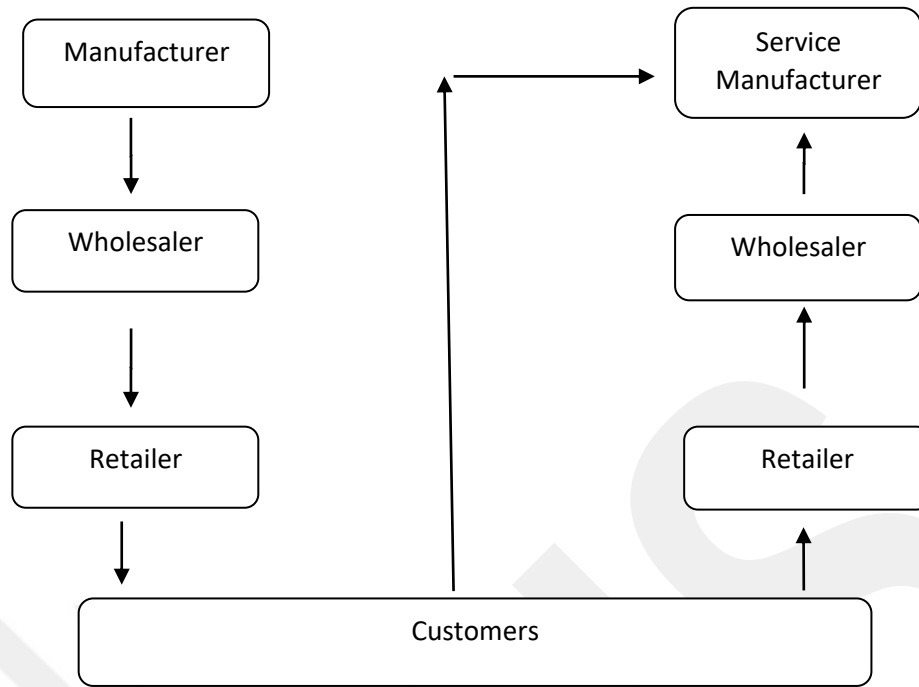 Manufacturer
Service
Manufacturer
Wholesaler
Wholesaler
Retailer
Retailer
Customers